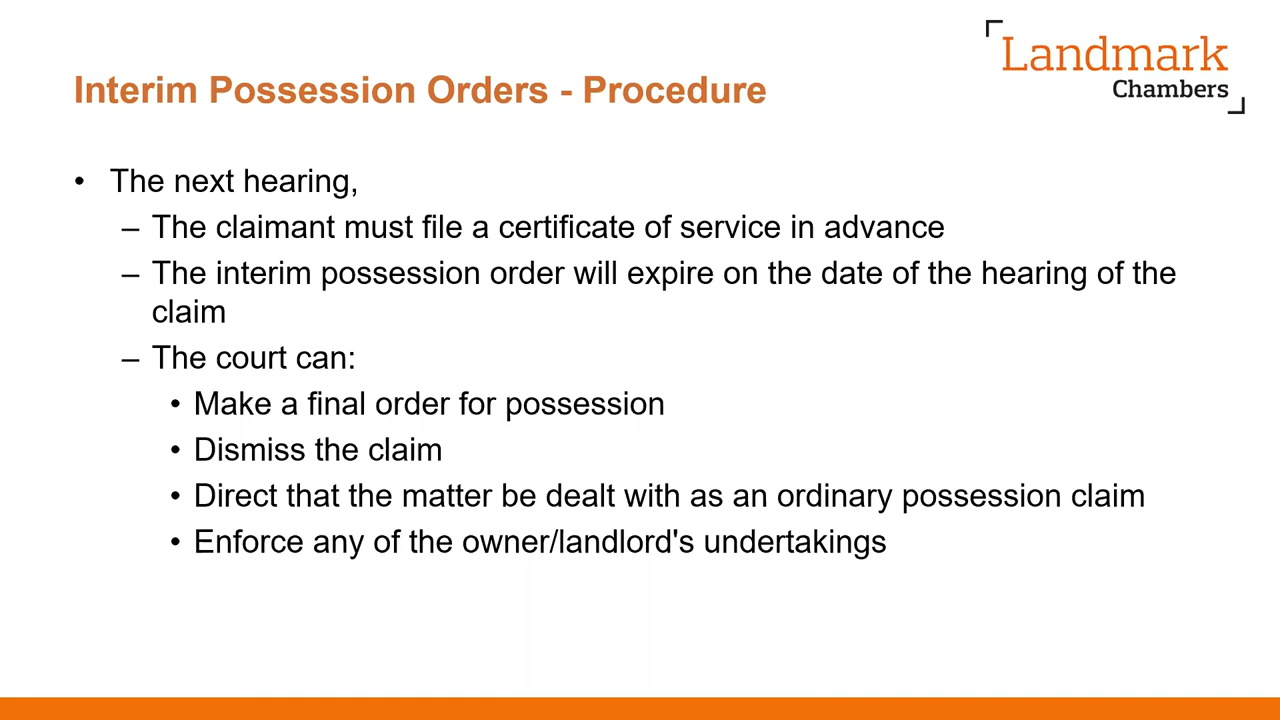 Landmark
Chambers
Interim Possession Orders - Procedure
• The next hearing,
– The claimant must file a certificate of service in advance
– The interim possession order will expire on the date of the hearing of the
claim
– The court can:
• Make a final order for possession
• Dismiss the claim
• Direct that the matter be dealt with as an ordinary possession claim
• Enforce any of the owner/landlord's undertakings